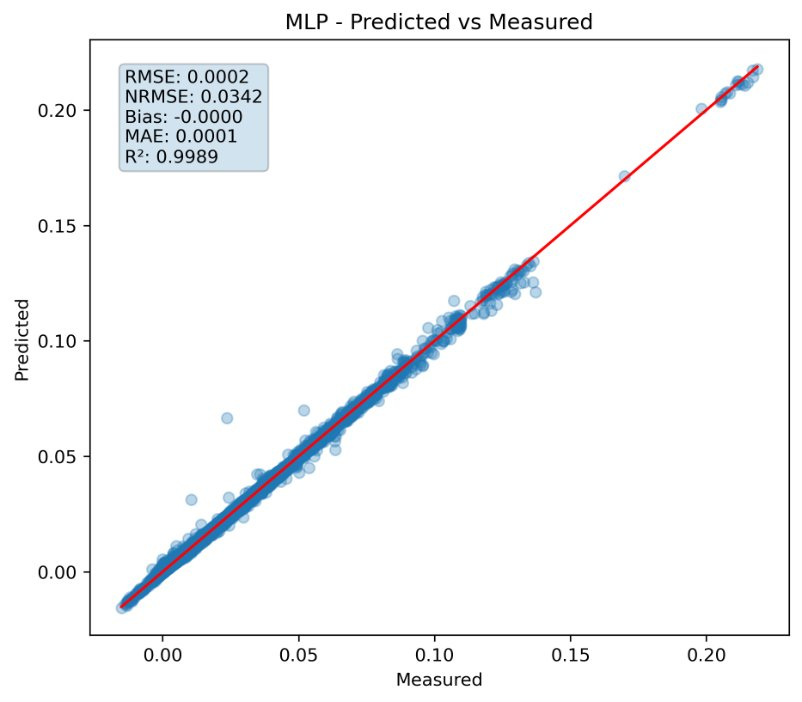 MLP - Predicted vs Measured
RMSE: 0.0002
NRMSE: 0.0342
Bias: -0.0000
MAE: 0.0001
R²: 0.9989
0.20
0.15
0.10
0.05
0.00
Predicted
0.00 0.05 0.10 0.15 0.20
Measured